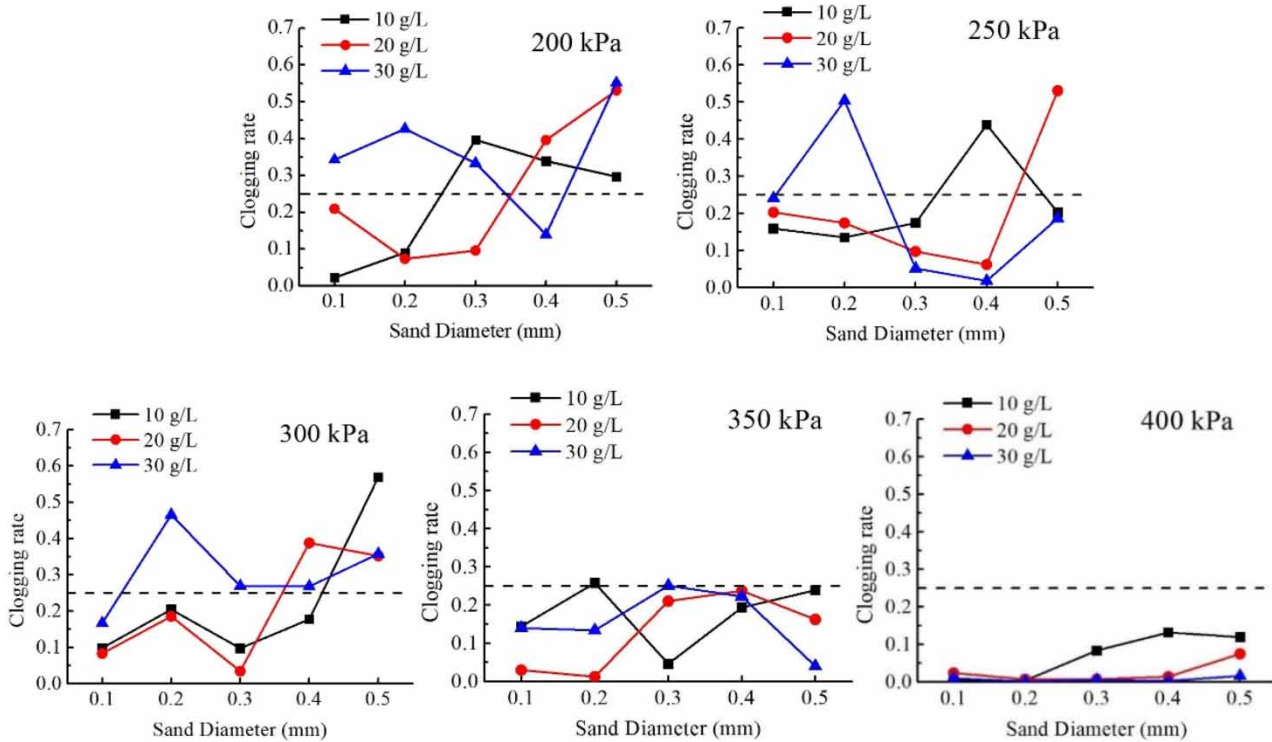 10 g/L
20 g/L
30 g/L
200 kPa
Clogging rate
0.7
0.6
0.5
0.4
0.3
0.2
0.1
0.0
0.1 0.2 0.3 0.4 0.5
Sand Diameter (mm)
10 g/L
20 g/L
30 g/L
250 kPa
Clogging rate
0.7
0.6
0.5
0.4
0.3
0.2
0.1
0.0
0.1 0.2 0.3 0.4 0.5
Sand Diameter (mm)
10 g/L
20 g/L
30 g/L
300 kPa
Clogging rate
0.7
0.6
0.5
0.4
0.3
0.2
0.1
0.0
0.1 0.2 0.3 0.4 0.5
Sand Diameter (mm)
10 g/L
20 g/L
30 g/L
350 kPa
Clogging rate
0.7
0.6
0.5
0.4
0.3
0.2
0.1
0.0
0.1 0.2 0.3 0.4 0.5
Sand Diameter (mm)
10 g/L
20 g/L
30 g/L
400 kPa
Clogging rate
0.7
0.6
0.5
0.4
0.3
0.2
0.1
0.0
0.1 0.2 0.3 0.4 0.5
Sand Diameter (mm)